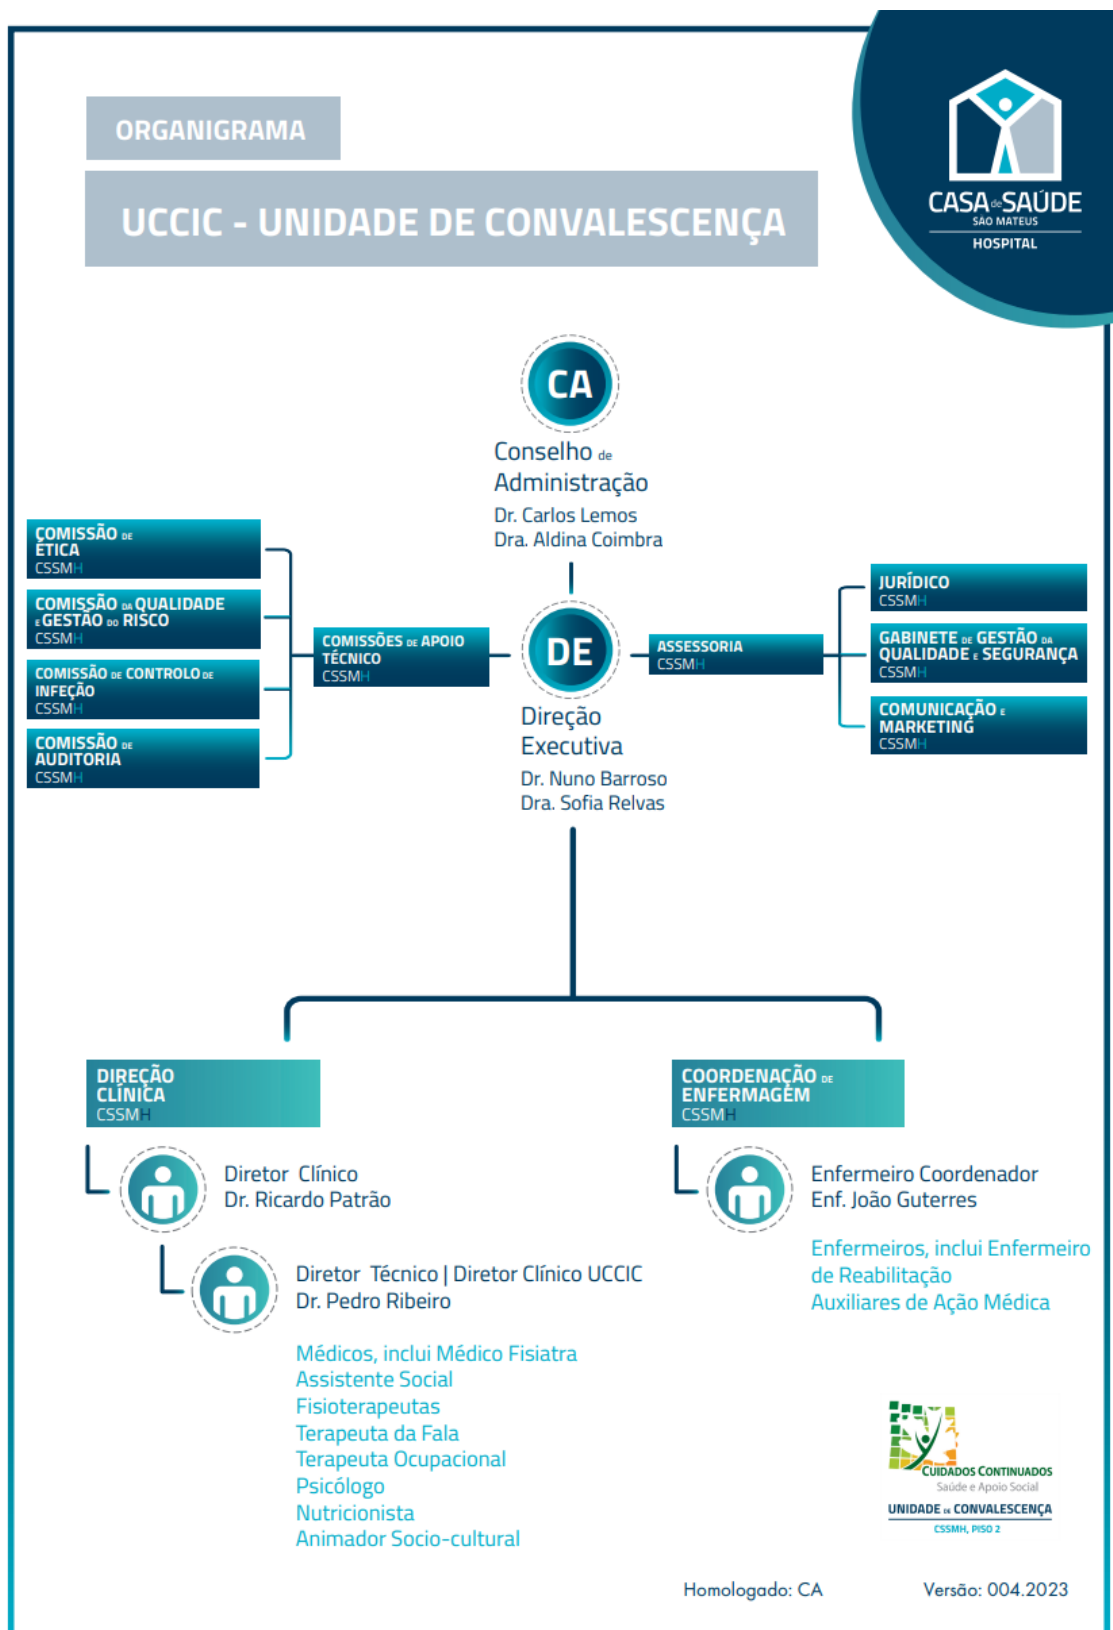 ORGANIGRAMA
UCCIC - UNIDADE DE CONVALESCENÇA
CASA de SAÚDE
SÃO MATEUS
HOSPITAL
CA
Conselho de
Administração
Dr. Carlos Lemos
Dra. Aldina Coimbra
COMISSÃO DE
ÉTICA
CSSMH
COMISSÃO DA QUALIDADE
E GESTÃO DO RISCO
CSSMH
COMISSÃO DE CONTROLO DE
INFEÇÃO
CSSMH
COMISSÃO DE
AUDITORIA
CSSMH
COMISSÕES DE APOIO
TÉCNICO
CSSMH
DE
Direção
Executiva
Dr. Nuno Barroso
Dra. Sofia Relvas
ASSESSORIA
CSSMH
JURÍDICO
CSSMH
GABINETE DE GESTÃO DA
QUALIDADE E SEGURANÇA
CSSMH
COMUNICAÇÃO E
MARKETING
CSSMH
DIREÇÃO
CLÍNICA
CSSMH
Diretor Clínico
Dr. Ricardo Patrão
Diretor Técnico | Diretor Clínico UCCIC
Dr. Pedro Ribeiro
Médicos, inclui Médico Fisiatra
Assistente Social
Fisioterapeutas
Terapeuta da Fala
Terapeuta Ocupacional
Psicólogo
Nutricionista
Animador Socio-cultural
COORDENAÇÃO DE
ENFERMAGEM
CSSMH
Enfermeiro Coordenador
Enf. João Guterres
Enfermeiros, inclui Enfermeiro
de Reabilitação
Auxiliares de Ação Médica
CUIDADOS CONTINUADOS
Saúde e Apoio Social
UNIDADE DE CONVALESCENÇA
CSSMH, PISO 2
Homologado: CA
Versão: 004.2023